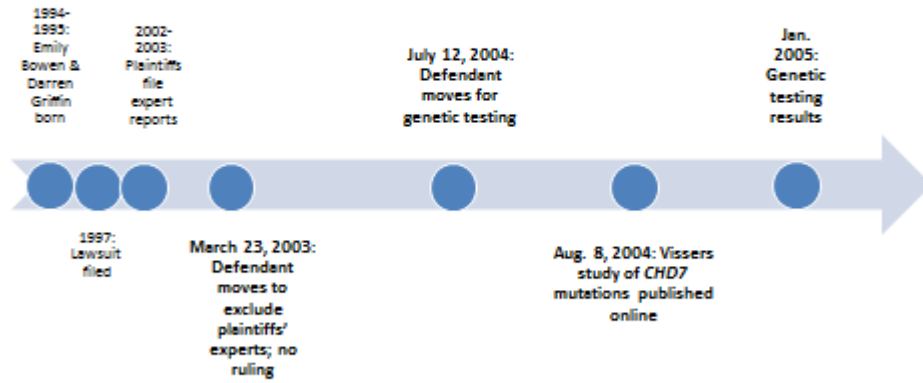 1994-
1995:
Emily
Bowen &
Darren
Griffin
born
1997:
Lawsuit
filed
2002-
2003:
Plaintiffs
file
expert
reports
March 23, 2003:
Defendant
moves to
exclude
plaintiffs'
experts; no
ruling
July 12, 2004:
Defendant
moves for
genetic testing
Aug. 8, 2004: Vissers
study of CHD7
mutations published
online
Jan.
2005:
Genetic
testing
results